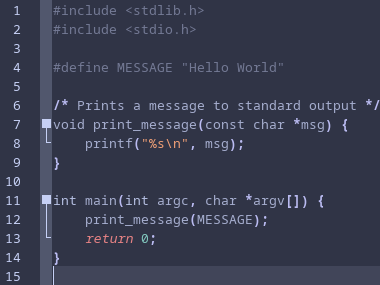 1 #include <stdlib.h>
2 #include <stdio.h>
3
4 #define MESSAGE "Hello World"
5
6 /* Prints a message to standard output */
7 void print_message(const char *msg) {
8     printf("%s\n", msg);
9 }
10
11 int main(int argc, char *argv[]) {
12     print_message(MESSAGE);
13     return 0;
14 }
15